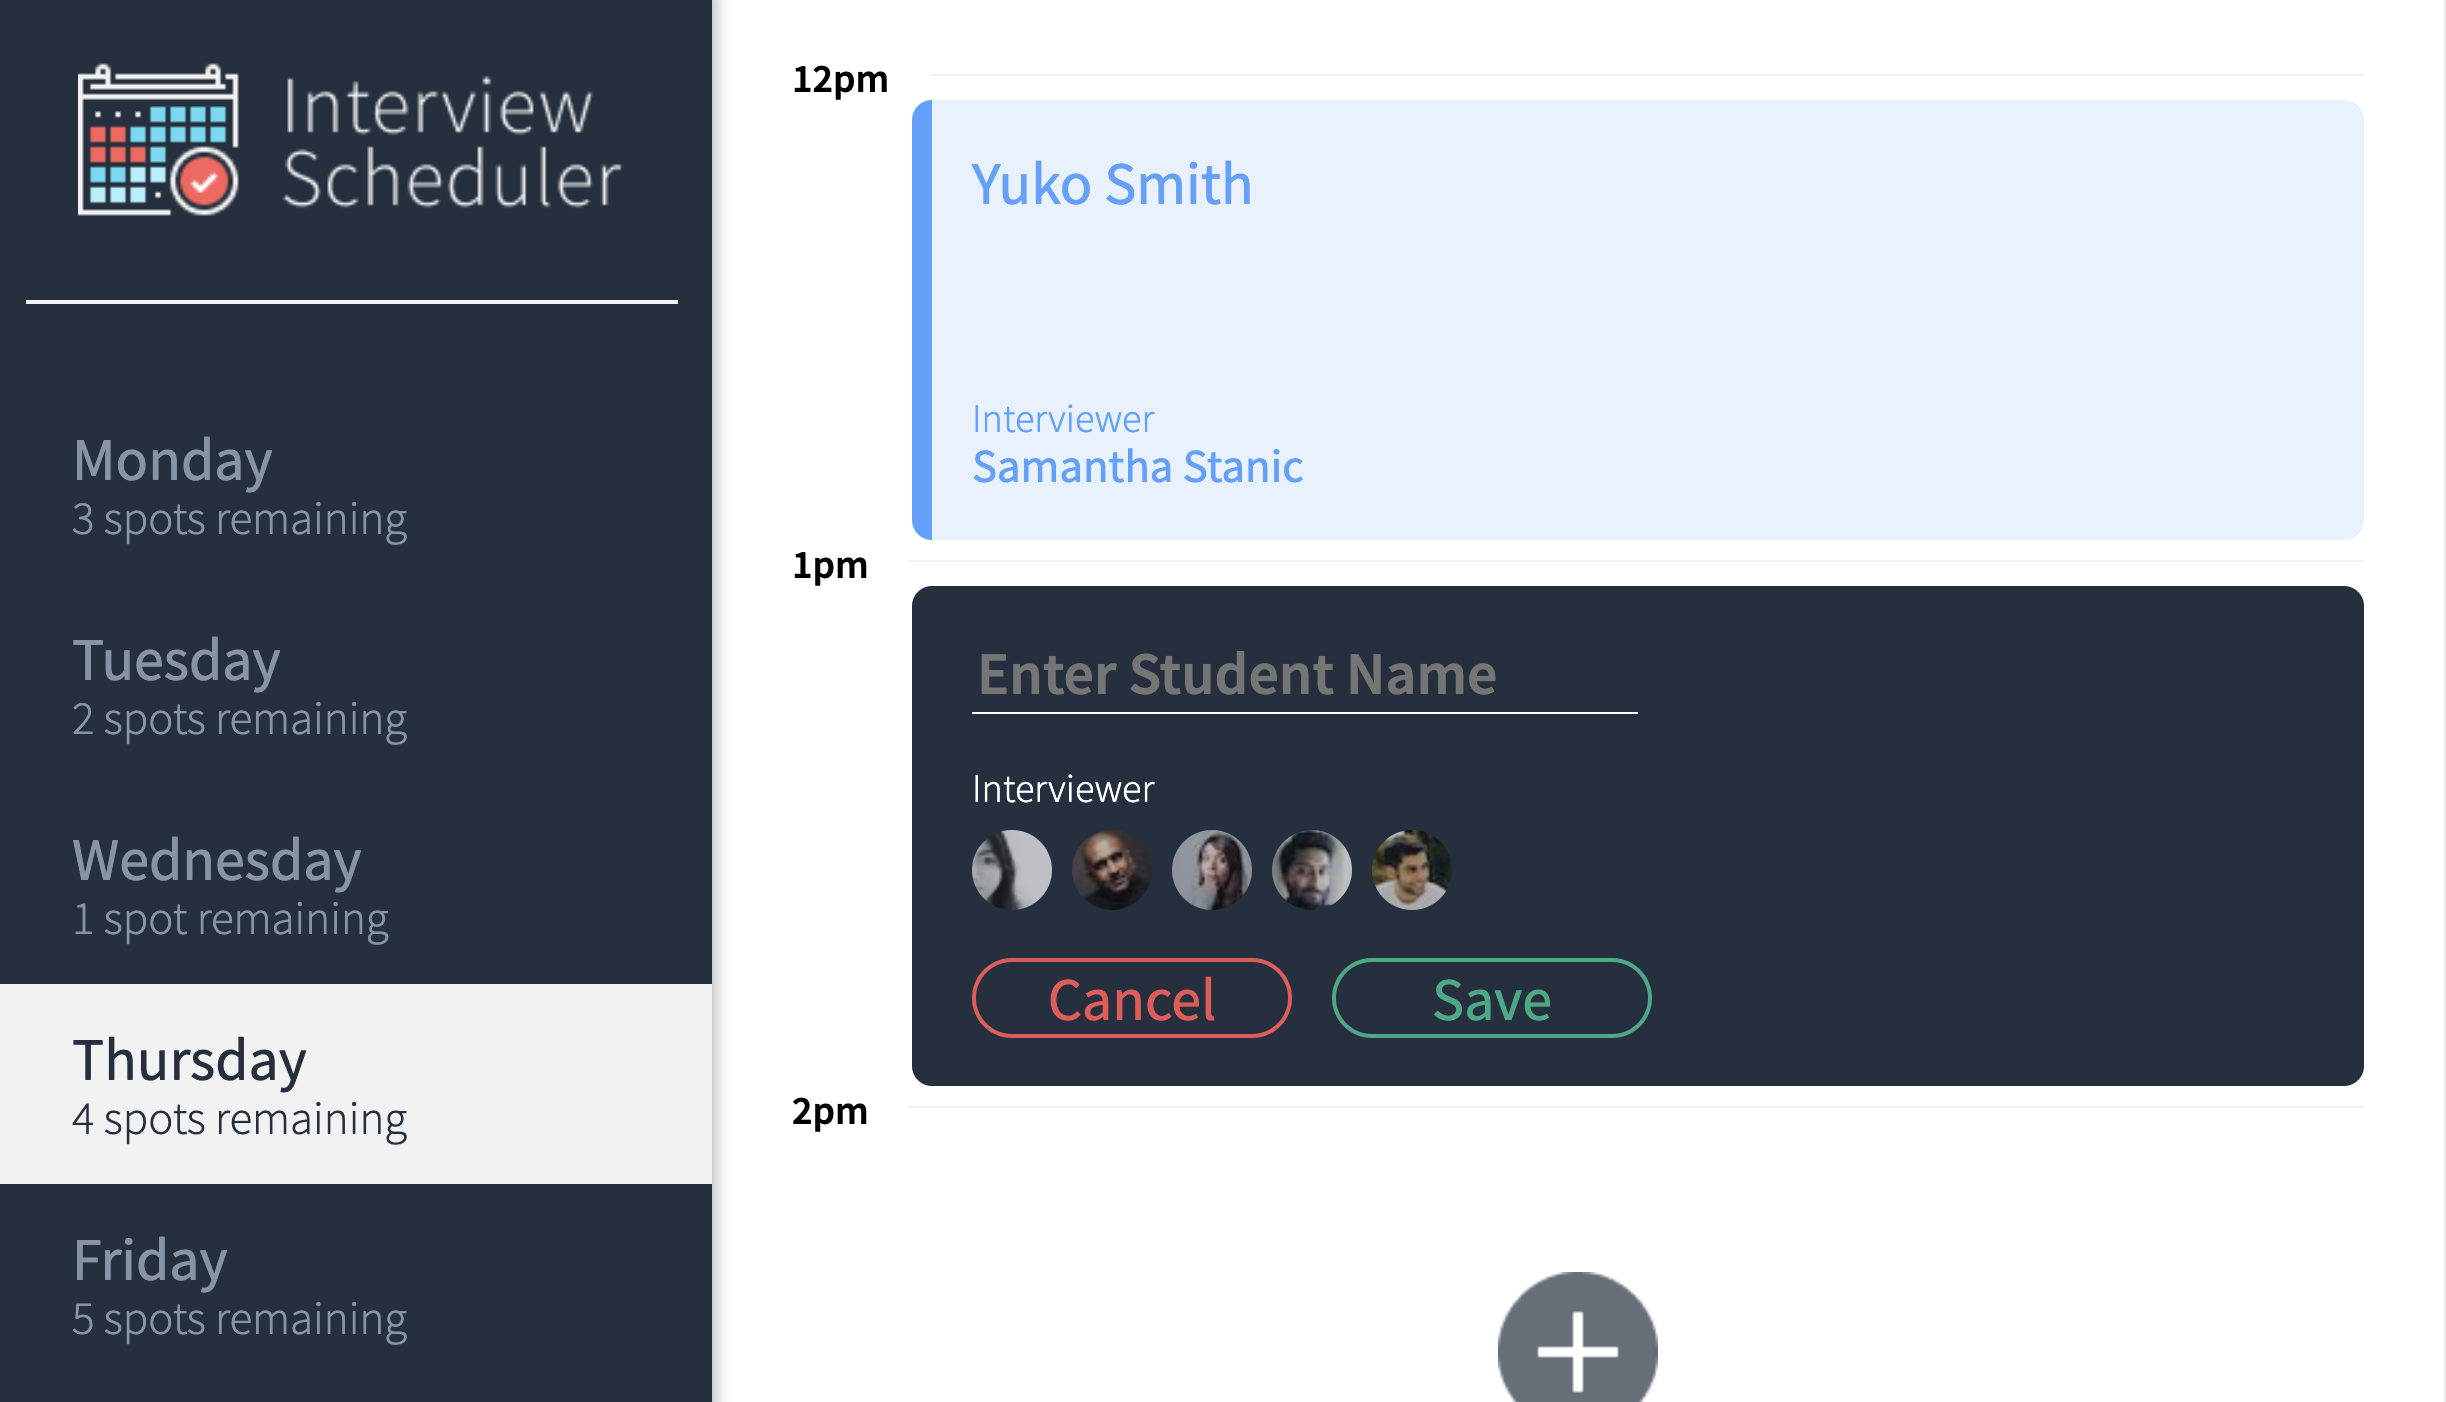 Interview
Scheduler
Monday
3 spots remaining
Tuesday
2 spots remaining
Wednesday
1 spot remaining
Thursday
4 spots remaining
Friday
5 spots remaining
12pm
Yuko Smith
Interviewer
Samantha Stanic
1pm
Enter Student Name
Interviewer
Cancel
Save
2pm